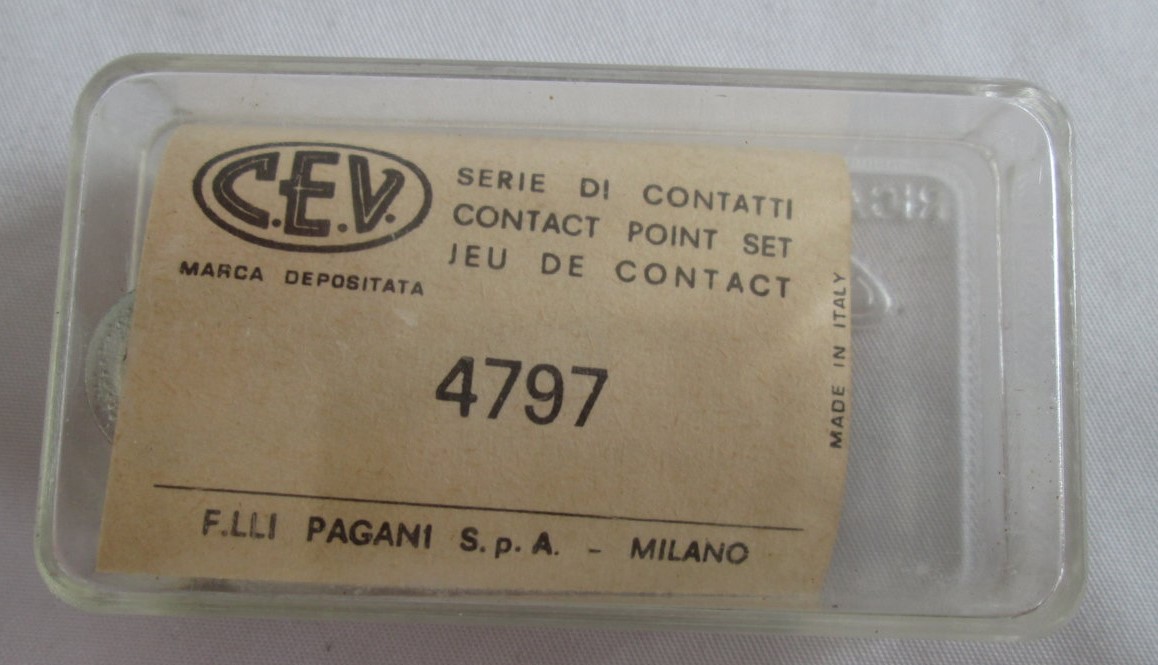 C.E.V.
MARCA DEPOSITATA
SERIE DI CONTATTI
CONTACT POINT SET
JEU DE CONTACT
4797
MADE IN ITALY
F.LLI PAGANI S.p.A. - MILANO